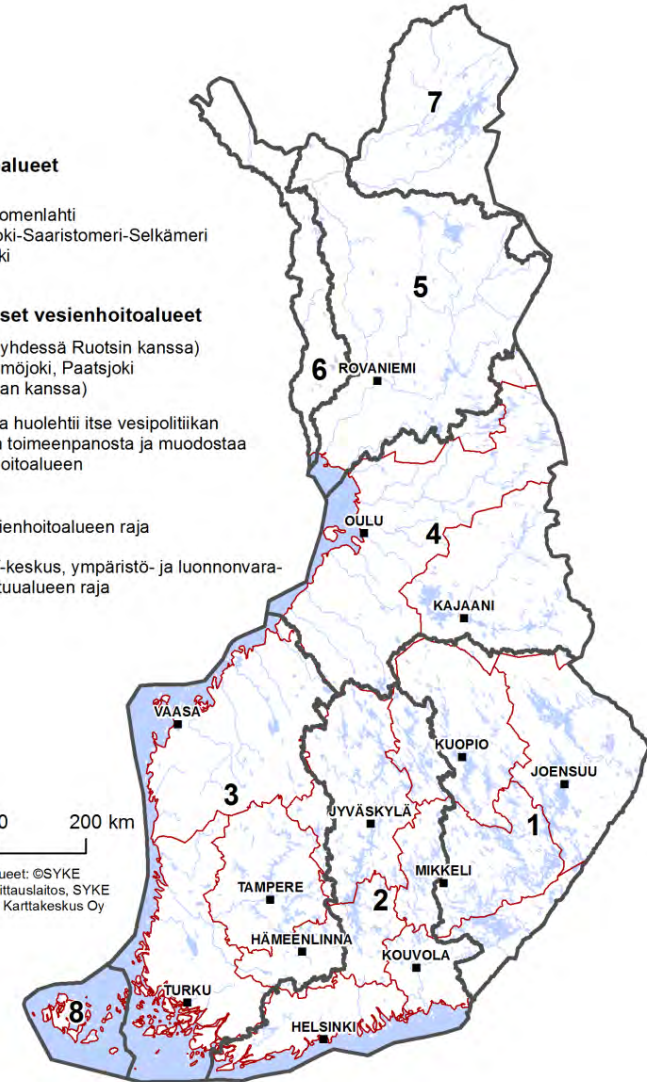 alueet
omenlahti
oki-Saaristomeri-Selkämeri
ki
set vesienhoitoalueet
yhdessä Ruotsin kanssa)
möjoki, Paatsjoki
an kanssa)
a huolehtii itse vesipolitiikan
n toimeenpanosta ja muodostaa
oitoalueen
ienhoitoalueen raja
-keskus, ympäristö- ja luonnonvara-
tuualueen raja
0 200 km
ueet: ©SYKE
ittauslaitos, SYKE
Karttakeskus Oy
7
5
6
ROVANIEMI
OULU
4
KAJAANI
VAASA
KUOPIO
JOENSUU
3
JYVÄSKYLÄ
1
MIKKELI
TAMPERE
2
HÄMEENLINNA
KOUVOLA
TURKU
8
HELSINKI